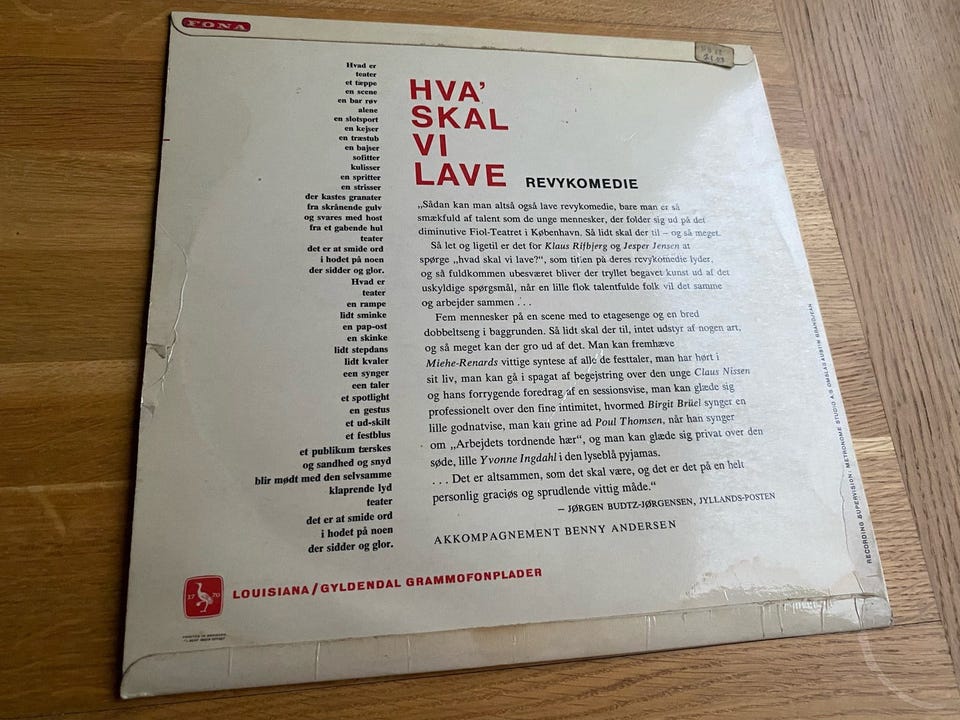 FONA
Hvad er
teater
et tæppe
en scene
en bar røv
alene
en slotsport
en kejser
en træstub
en bajser
sofitter
kulisser
en spritter
en strisser
der kastes granater
fra skrånende gulv
og svares med host
fra et gabende hul
teater
det er at smide ord
i hodet på noen
der sidder og glor.
Hvad er
teater
en rampe
lidt sminke
en pap-ost
en skinke
lidt stepdans
lidt kvaler
een synger
een taler
et spotlight
en gestus
et ud-skilt
et festblus
et publikum tærskes
og sandhed og snyd
blir mødt med den selvsamme
klaprende lyd
teater
det er at smide ord
i hodet på noen
der sidder og glor.
HVA'
SKAL
VI
LAVE REVYKOMEDIE
„Sådan kan man altså også lave revykomedie, bare man er så
smækfuld af talent som de unge mennesker, der folder sig ud på det
diminutive Fiol-Teatret i København. Så lidt skal der til – og så meget.
Så let og ligetil er det for Klaus Rifbjerg og Jesper Jensen at
spørge „hvad skal vi lave?“, som titlen på deres revykomedie lyder,
og så fuldkommen ubesværet bliver der tryllet begavet kunst ud af det
uskyldige spørgsmål, når en lille flok talentfulde folk vil det samme
og arbejder sammen . . .
Fem mennesker på en scene med to etagesenge og en bred
dobbeltseng i baggrunden. Så lidt skal der til, intet udstyr af nogen art,
og så meget kan der gro ud af det. Man kan fremhæve
Miehe-Renards vittige syntese af alle de festtaler, man har hørt i
sit liv, man kan gå i spagat af begejstring over den unge Claus Nissen
og hans forrygende foredrag af en sessionsvise, man kan glæde sig
professionelt over den fine intimitet, hvormed Birgit Brüel synger en
lille godnatvise, man kan grine ad Poul Thomsen, når han synger
om „Arbejdets tordnende hær“, og man kan glæde sig privat over den
søde, lille Yvonne Ingdahl i den lyseblå pyjamas.
. . . Det er altsammen, som det skal være, og det er det på en helt
personlig graciøs og sprudlende vittig måde.“
– JØRGEN BUDTZ-JØRGENSEN, JYLLANDS-POSTEN
AKKOMPAGNEMENT BENNY ANDERSEN
1770
LOUISIANA/GYLDENDAL GRAMMOFONPLADER
RECORDING SUPERVISION: METRONOME STUDIO A/S OMSLAG AUSTIN GRANDJEAN